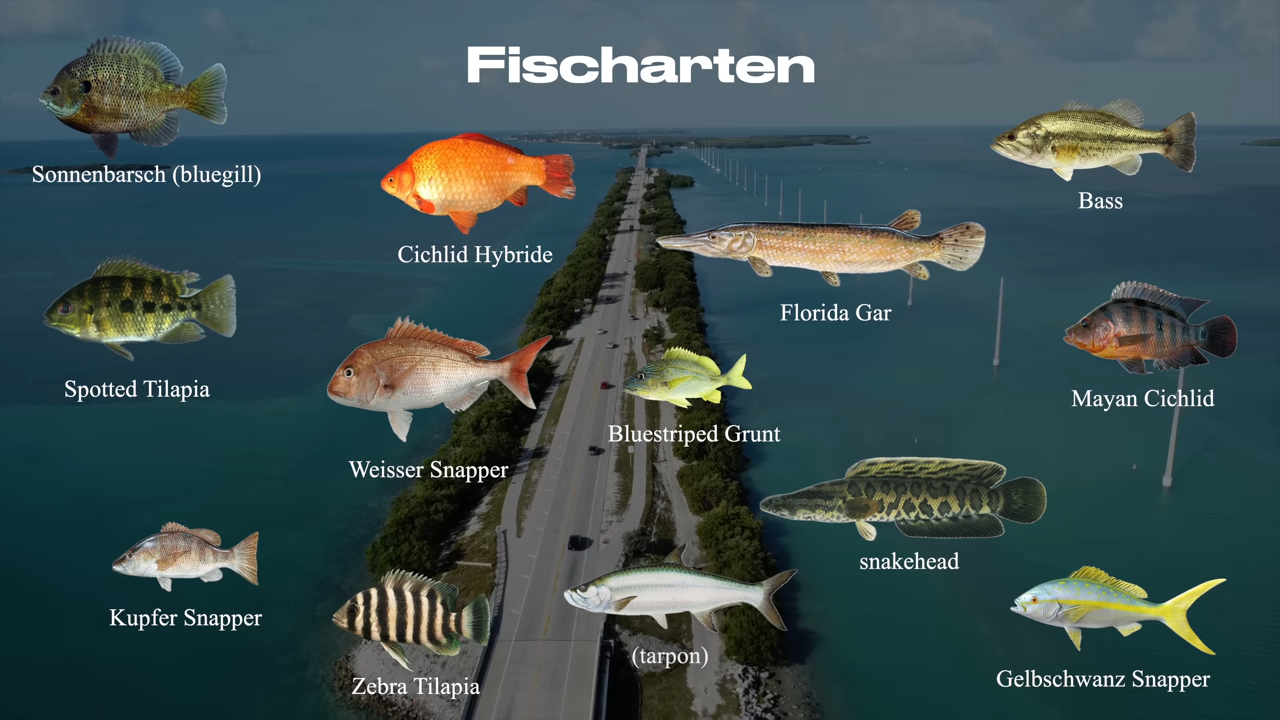 Fischarten
Sonnenbarsch (bluegill)
Cichlid Hybride
Bass
Florida Gar
Spotted Tilapia
Mayan Cichlid
Bluestriped Grunt
Weisser Snapper
snakehead
Kupfer Snapper
(tarpon)
Zebra Tilapia
Gelbschwanz Snapper